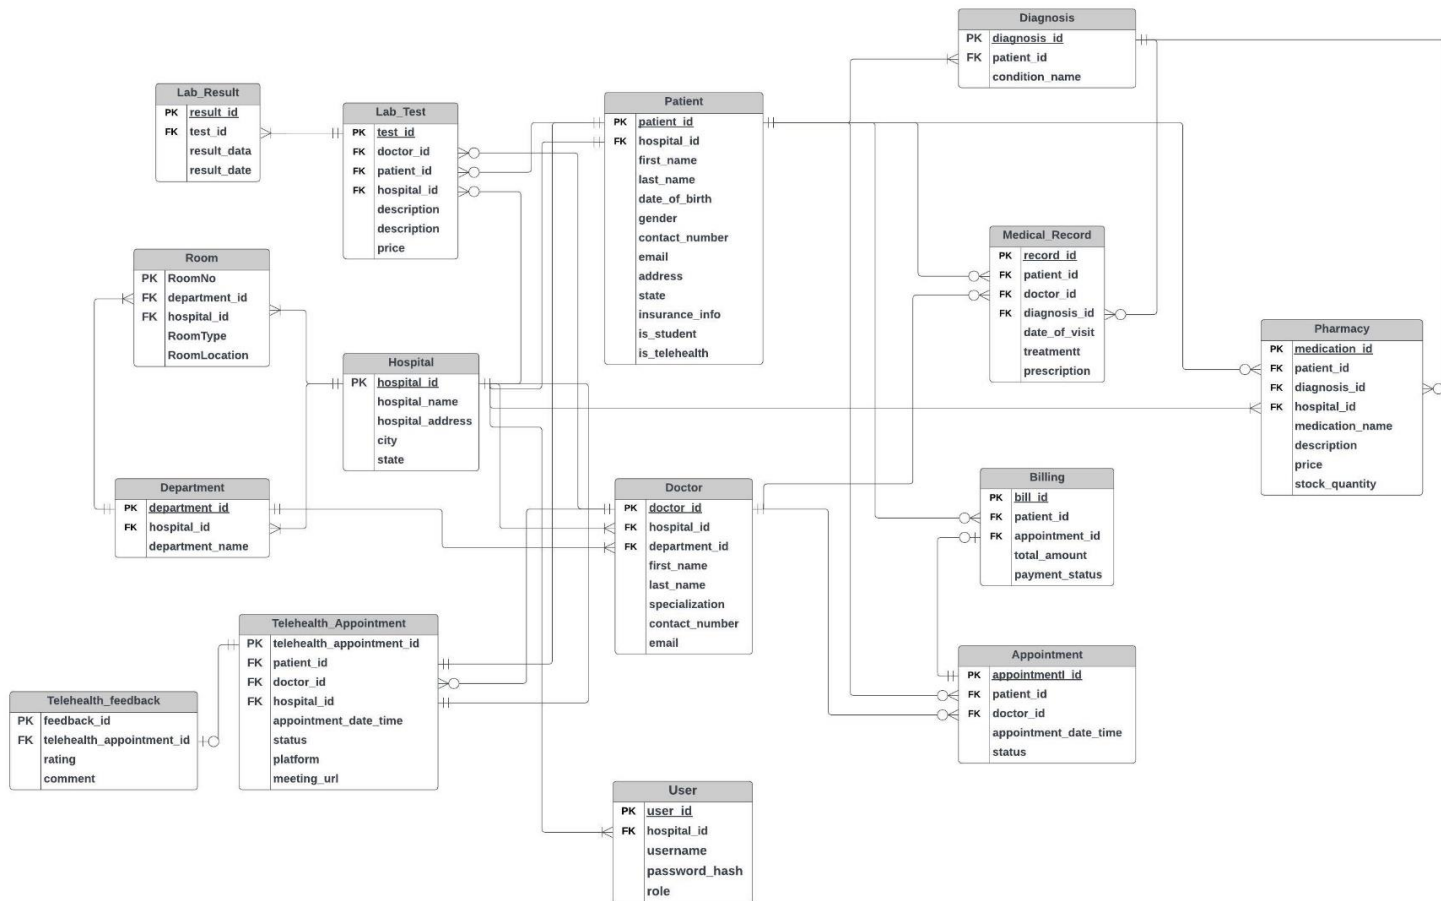 Diagnosis
PK diagnosis_id
FK patient_id
condition_name
Lab_Result
PK result_id
FK test_id
result_data
result_date
Lab_Test
PK test_id
FK doctor_id
FK patient_id
FK hospital_id
description
description
price
Patient
PK patient_id
FK hospital_id
first_name
last_name
date_of_birth
gender
contact_number
email
address
state
insurance_info
is_student
is_telehealth
Medical_Record
PK record_id
FK patient_id
FK doctor_id
FK diagnosis_id
date_of_visit
treatmentt
prescription
Room
PK RoomNo
FK department_id
FK hospital_id
RoomType
RoomLocation
Hospital
PK hospital_id
hospital_name
hospital_address
city
state
Pharmacy
PK medication_id
FK patient_id
FK diagnosis_id
FK hospital_id
medication_name
description
price
stock_quantity
Department
PK department_id
FK hospital_id
department_name
Doctor
PK doctor_id
FK hospital_id
FK department_id
first_name
last_name
specialization
contact_number
email
Billing
PK bill_id
FK patient_id
FK appointment_id
total_amount
payment_status
Telehealth_Appointment
PK telehealth_appointment_id
FK patient_id
FK doctor_id
FK hospital_id
appointment_date_time
status
platform
meeting_url
Appointment
PK appointmentl_id
FK patient_id
FK doctor_id
appointment_date_time
status
Telehealth_feedback
PK feedback_id
FK telehealth_appointment_id
rating
comment
User
PK user_id
FK hospital_id
username
password_hash
role